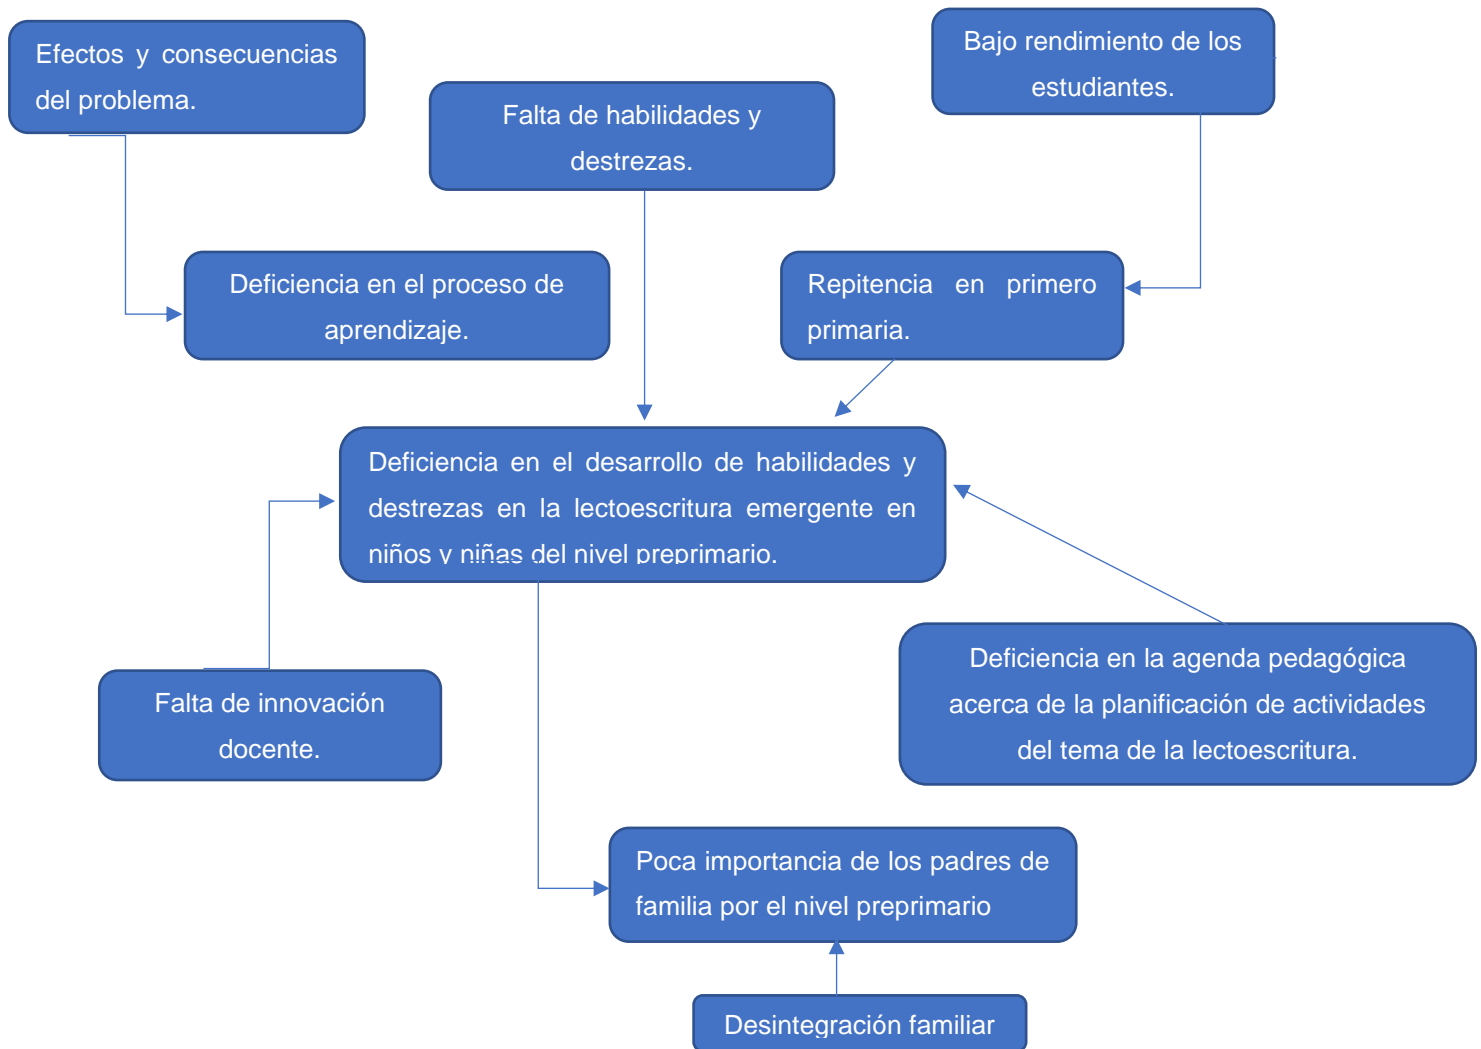 Efectos y consecuencias
del problema.
Falta de habilidades y
destrezas.
Bajo rendimiento de los
estudiantes.
Deficiencia en el proceso de
aprendizaje.
Repitencia en primero
primaria.
Deficiencia en el desarrollo de habilidades y
destrezas en la lectoescritura emergente en
niños y niñas del nivel preprimario.
Falta de innovación
docente.
Deficiencia en la agenda pedagógica
acerca de la planificación de actividades
del tema de la lectoescritura.
Poca importancia de los padres de
familia por el nivel preprimario
Desintegración familiar